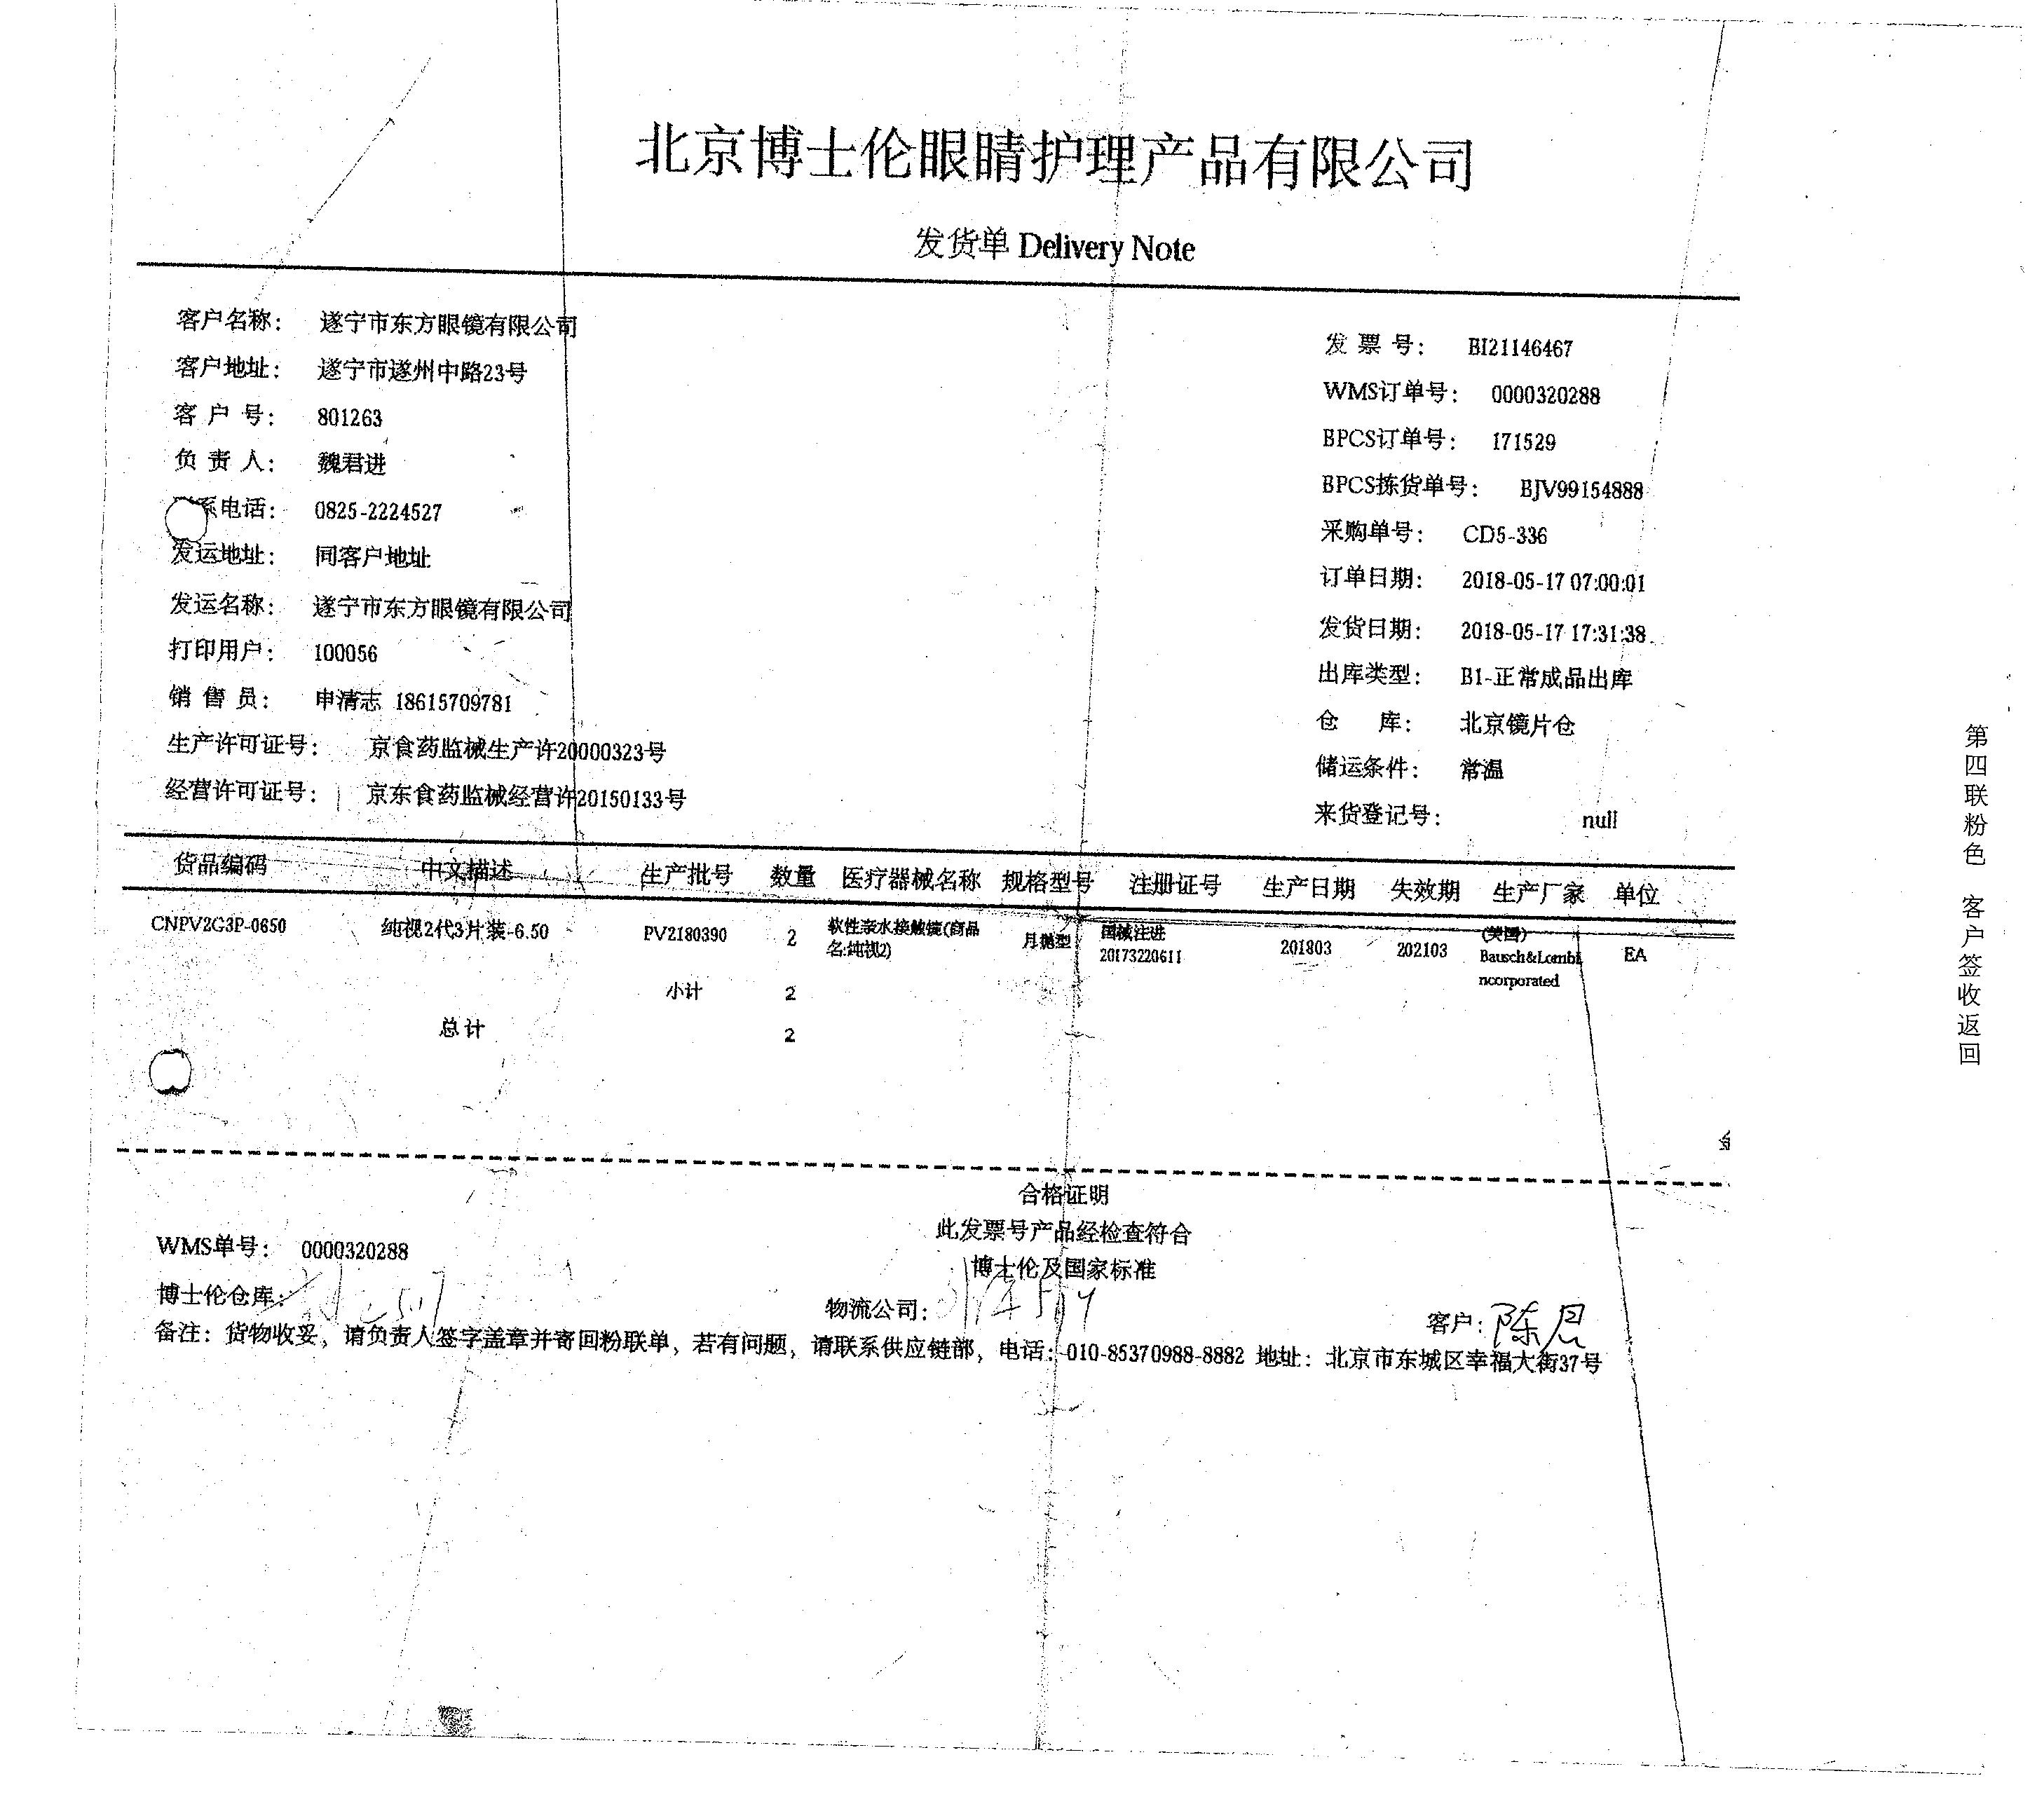 北京博士伦眼睛护理产品有限公司
发货单 Delivery Note
客户名称： 遂宁市东方眼镜有限公司
客户地址： 遂宁市遂州中路23号
客 户 号： 801263
负 责 人： 魏君进
系电话： 0825-2224527
发运地址： 同客户地址
发运名称： 遂宁市东方眼镜有限公司
打印用户： 100056
销 售 员： 申清志 18615709781
生产许可证号： 京食药监械生产许20000323号
经营许可证号： 京东食药监械经营许20150133号
发 票 号： BI21146467
WMS订单号： 0000320288
BPCS订单号： 171529
BPCS拣货单号： BJV99154888
采购单号： CD5-336
订单日期： 2018-05-17 07:00:01
发货日期： 2018-05-17 17:31:38
出库类型： B1-正常成品出库
仓 库： 北京镜片仓
储运条件： 常温
来货登记号： null
货品编码 中文描述 生产批号 数量 医疗器械名称 规格型号 注册证号 生产日期 失效期 生产厂家 单位
CNPV2G3P-0650 纯视2代3片装-6.50 PV2180390 2 软性亲水接触镜(商品名:纯视2) 月抛型 国械注进20173220611 201803 202103 (美国) Bausch&LombIncorporated EA
小计 2
总计 2
合格证明
此发票号产品经检查符合
博士伦及国家标准
WMS单号： 0000320288
博士伦仓库：
物流公司：
客户：陈
备注：货物收妥，请负责人签字盖章并寄回粉联单，若有问题，请联系供应链部，电话：010-85370988-8882 地址：北京市东城区幸福大街37号
第四联粉色 客户签收返回